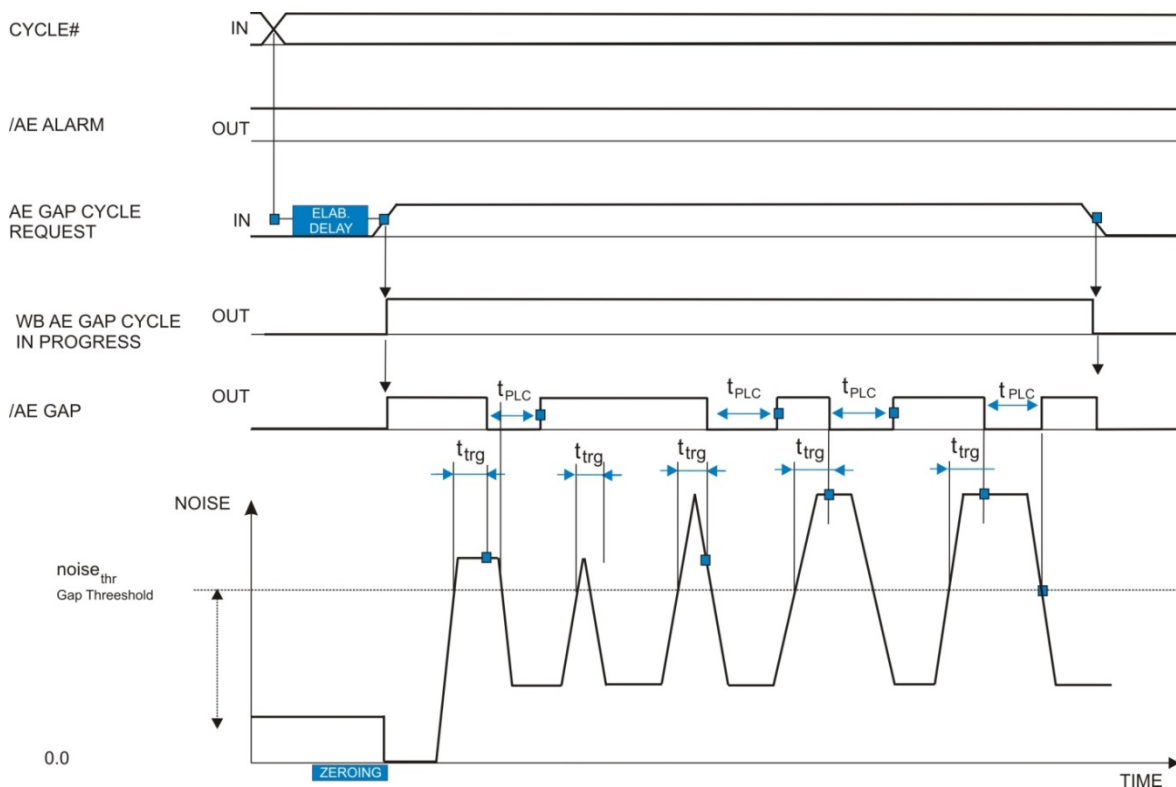 CYCLE#
IN
/AE ALARM
OUT
AE GAP CYCLE
REQUEST
IN
ELAB.
DELAY
WB AE GAP CYCLE
IN PROGRESS
OUT
/AE GAP
OUT
tPLC
tPLC
tPLC
tPLC
ttrg
ttrg
ttrg
ttrg
ttrg
NOISE
noisethr
Gap Threeshold
0.0
ZEROING
TIME